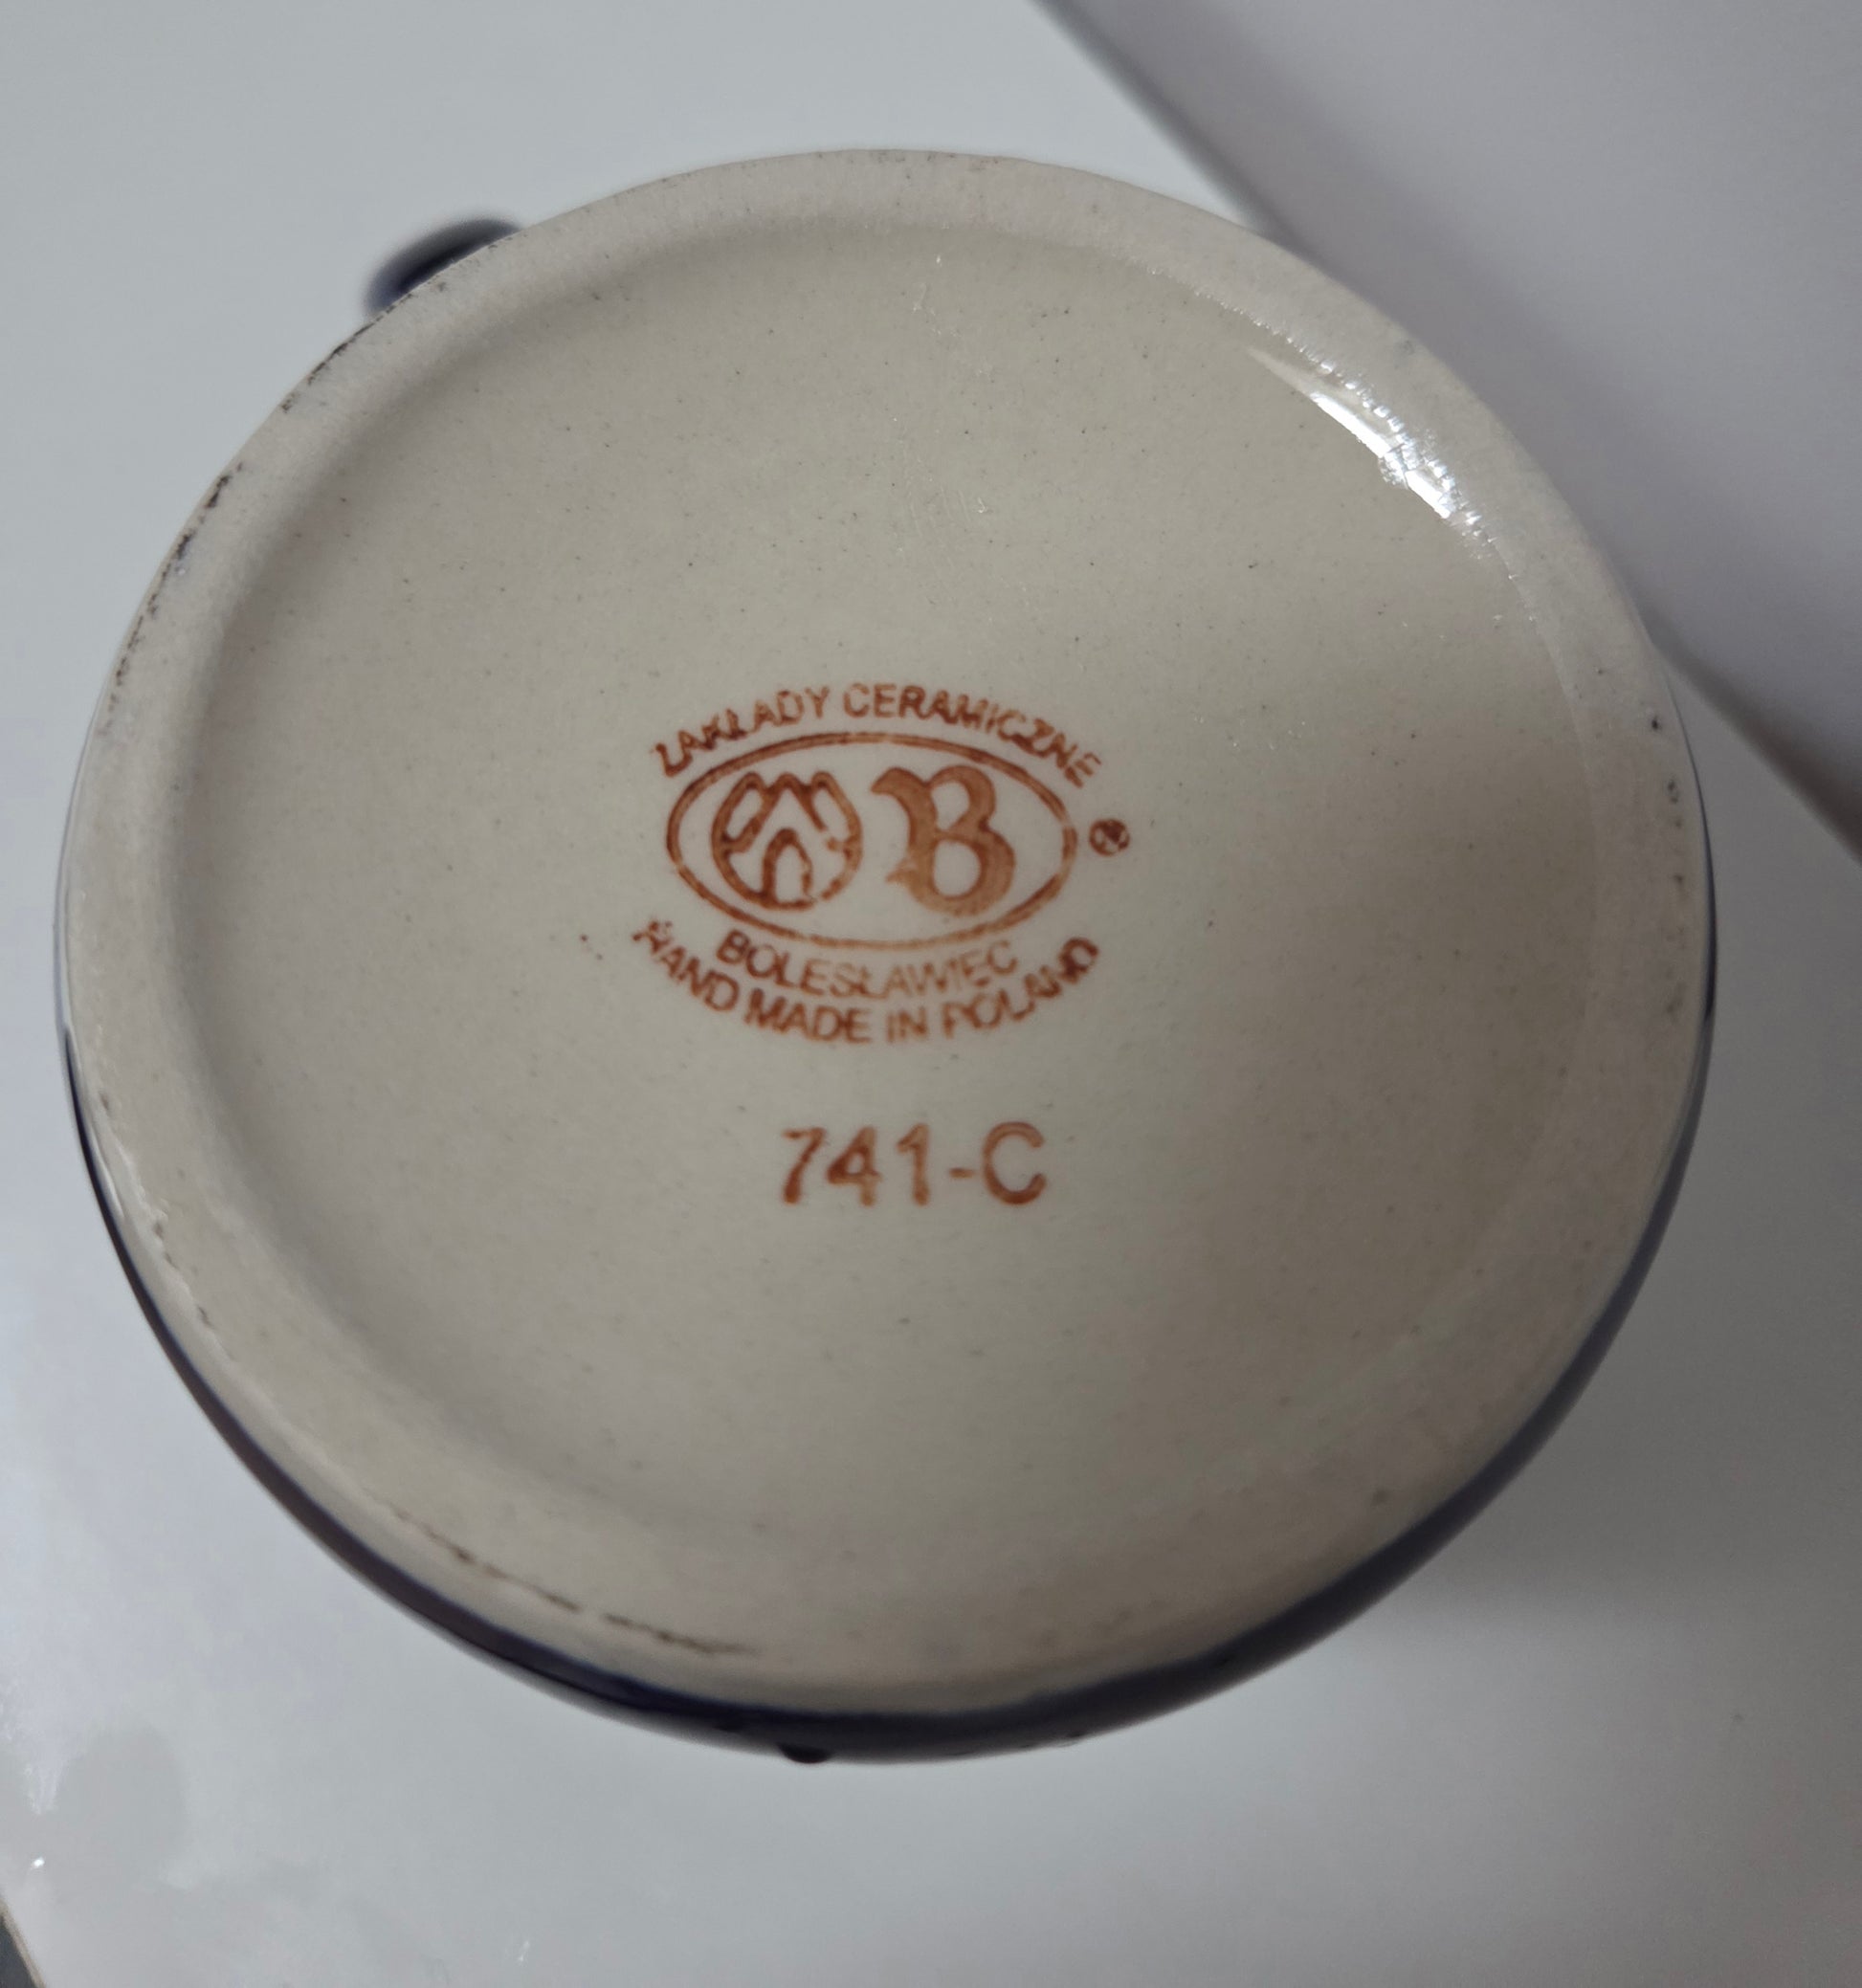 ZAKŁADY CERAMICZNE
B ®
BOLESŁAWIEC
HAND MADE IN POLAND
741-C